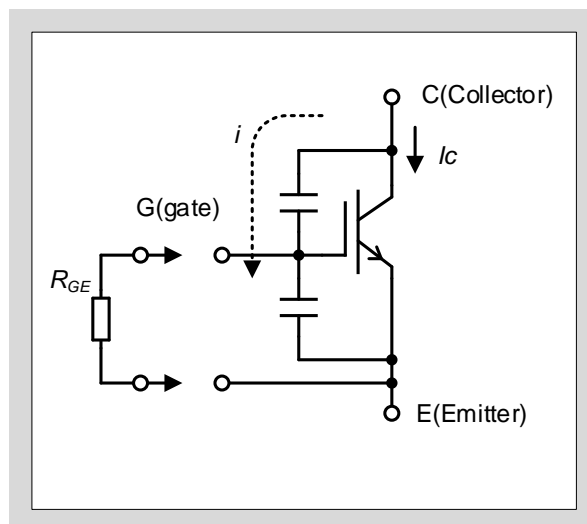 C(Collector)
i
Ic
G(gate)
RGE
E(Emitter)